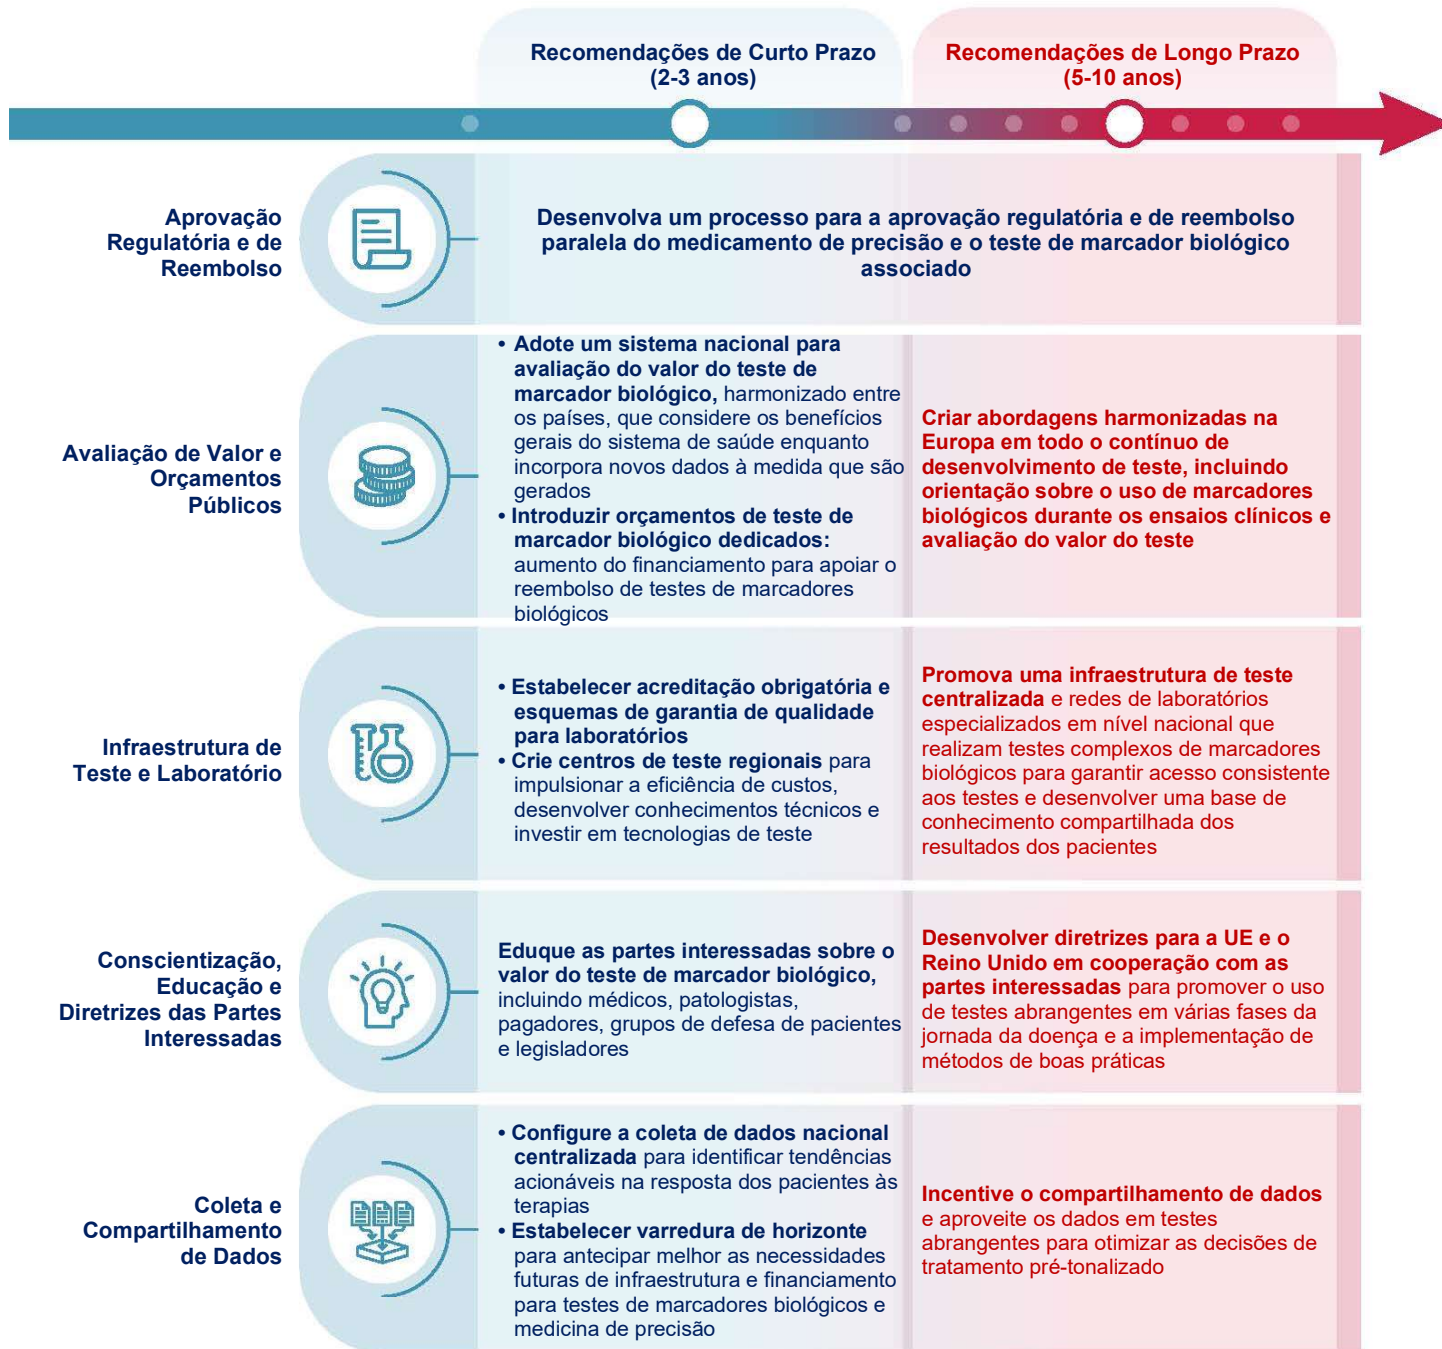 Recomendações de Curto Prazo
(2-3 anos)
Recomendações de Longo Prazo
(5-10 anos)
Aprovação
Regulatória e de
Reembolso
Desenvolva um processo para a aprovação regulatória e de reembolso
paralela do medicamento de precisão e o teste de marcador biológico
associado
Avaliação de Valor e
Orçamentos
Públicos
• Adote um sistema nacional para
avaliação do valor do teste de
marcador biológico, harmonizado entre
os países, que considere os benefícios
gerais do sistema de saúde enquanto
incorpora novos dados à medida que são
gerados
• Introduzir orçamentos de teste de
marcador biológico dedicados:
aumento do financiamento para apoiar o
reembolso de testes de marcadores
biológicos
Criar abordagens harmonizadas na
Europa em todo o contínuo de
desenvolvimento de teste, incluindo
orientação sobre o uso de marcadores
biológicos durante os ensaios clínicos e
avaliação do valor do teste
Infraestrutura de
Teste e Laboratório
• Estabelecer acreditação obrigatória e
esquemas de garantia de qualidade
para laboratórios
• Crie centros de teste regionais para
impulsionar a eficiência de custos,
desenvolver conhecimentos técnicos e
investir em tecnologias de teste
Promova uma infraestrutura de teste
centralizada e redes de laboratórios
especializados em nível nacional que
realizam testes complexos de marcadores
biológicos para garantir acesso consistente
aos testes e desenvolver uma base de
conhecimento compartilhada dos
resultados dos pacientes
Conscientização,
Educação e
Diretrizes das Partes
Interessadas
Eduque as partes interessadas sobre o
valor do teste de marcador biológico,
incluindo médicos, patologistas,
pagadores, grupos de defesa de pacientes
e legisladores
Desenvolver diretrizes para a UE e o
Reino Unido em cooperação com as
partes interessadas para promover o uso
de testes abrangentes em várias fases da
jornada da doença e a implementação de
métodos de boas práticas
Coleta e
Compartilhamento
de Dados
• Configure a coleta de dados nacional
centralizada para identificar tendências
acionáveis na resposta dos pacientes às
terapias
• Estabelecer varredura de horizonte
para antecipar melhor as necessidades
futuras de infraestrutura e financiamento
para testes de marcadores biológicos e
medicina de precisão
Incentive o compartilhamento de dados
e aproveite os dados em testes
abrangentes para otimizar as decisões de
tratamento pré-tonalizado